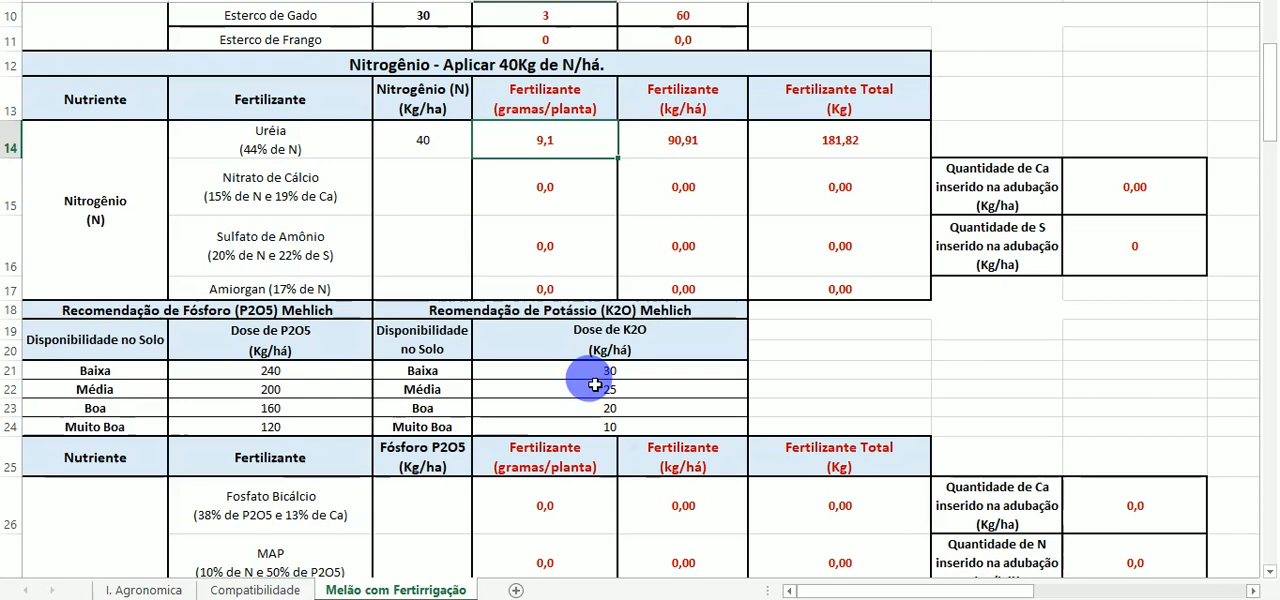 10 Esterco de Gado 30 3 60
11 Esterco de Frango 0 0,0
12 Nitrogênio - Aplicar 40Kg de N/há.
Nutriente Fertilizante Nitrogênio (N) Fertilizante Fertilizante Fertilizante Total
13 (Kg/ha) (gramas/planta) (kg/há) (Kg)
Uréia
14 (44% de N) 40 9,1 90,91 181,82
Nitrogênio
(N)
Nitrato de Cálcio
15 (15% de N e 19% de Ca) 0,0 0,00 0,00
Quantidade de Ca
inserido na adubação 0,00
(Kg/ha)
Sulfato de Amônio
16 (20% de N e 22% de S) 0,0 0,00 0,00
Quantidade de S
inserido na adubação 0
(Kg/ha)
17 Amiorgan (17% de N) 0,0 0,00 0,00
18 Recomendação de Fósforo (P2O5) Mehlich Reomendação de Potássio (K2O) Mehlich
19 Disponibilidade no Solo Dose de P2O5 Disponibilidade Dose de K2O
20 (Kg/há) no Solo (Kg/há)
21 Baixa 240 Baixa 30
22 Média 200 Média 25
23 Boa 160 Boa 20
24 Muito Boa 120 Muito Boa 10
Nutriente Fertilizante Fósforo P2O5 Fertilizante Fertilizante Fertilizante Total
25 (Kg/ha) (gramas/planta) (kg/há) (Kg)
Fosfato Bicálcio
26 (38% de P2O5 e 13% de Ca) 0,0 0,00 0,00
Quantidade de Ca
inserido na adubação 0,0
(Kg/ha)
MAP
(10% de N e 50% de P2O5) 0,0 0,00 0,00
Quantidade de N
inserido na adubação 0,0
I. Agronomica Compatibilidade Melão com Fertirrigação